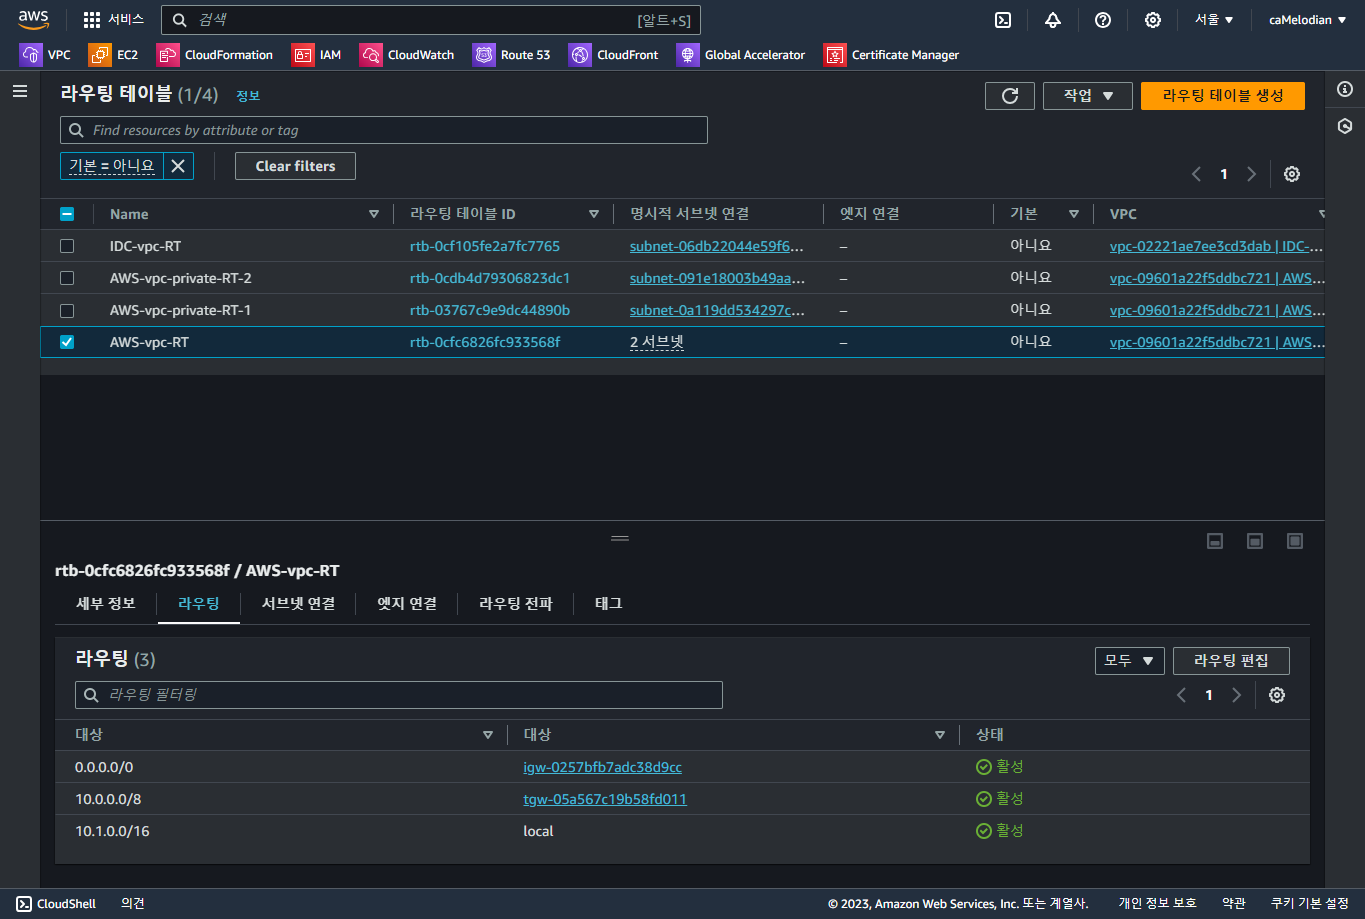 aws 서비스 검색 [알트+S] 서울 ▼ caMelodian ▼
VPC EC2 CloudFormation IAM CloudWatch Route 53 CloudFront Global Accelerator Certificate Manager
라우팅 테이블 (1/4) 정보 작업 ▼ 라우팅 테이블 생성
Find resources by attribute or tag
기본 = 아니요 Clear filters
1
Name 라우팅 테이블 ID 명시적 서브넷 연결 엣지 연결 기본 VPC
IDC-vpc-RT rtb-0cf105fe2a7fc7765 subnet-06db22044e59f6... – 아니요 vpc-02221ae7ee3cd3dab | IDC-...
AWS-vpc-private-RT-2 rtb-0cdb4d79306823dc1 subnet-091e18003b49aa... – 아니요 vpc-09601a22f5ddbc721 | AWS...
AWS-vpc-private-RT-1 rtb-03767c9e9dc44890b subnet-0a119dd534297c... – 아니요 vpc-09601a22f5ddbc721 | AWS...
AWS-vpc-RT rtb-0cfc6826fc933568f 2 서브넷 – 아니요 vpc-09601a22f5ddbc721 | AWS...
rtb-0cfc6826fc933568f / AWS-vpc-RT
세부 정보 라우팅 서브넷 연결 엣지 연결 라우팅 전파 태그
라우팅 (3) 모두 ▼ 라우팅 편집
라우팅 필터링 1
대상 대상 상태
0.0.0.0/0 igw-0257bfb7adc38d9cc 활성
10.0.0.0/8 tgw-05a567c19b58fd011 활성
10.1.0.0/16 local 활성
CloudShell 의견 © 2023, Amazon Web Services, Inc. 또는 계열사. 개인 정보 보호 약관 쿠키 기본 설정